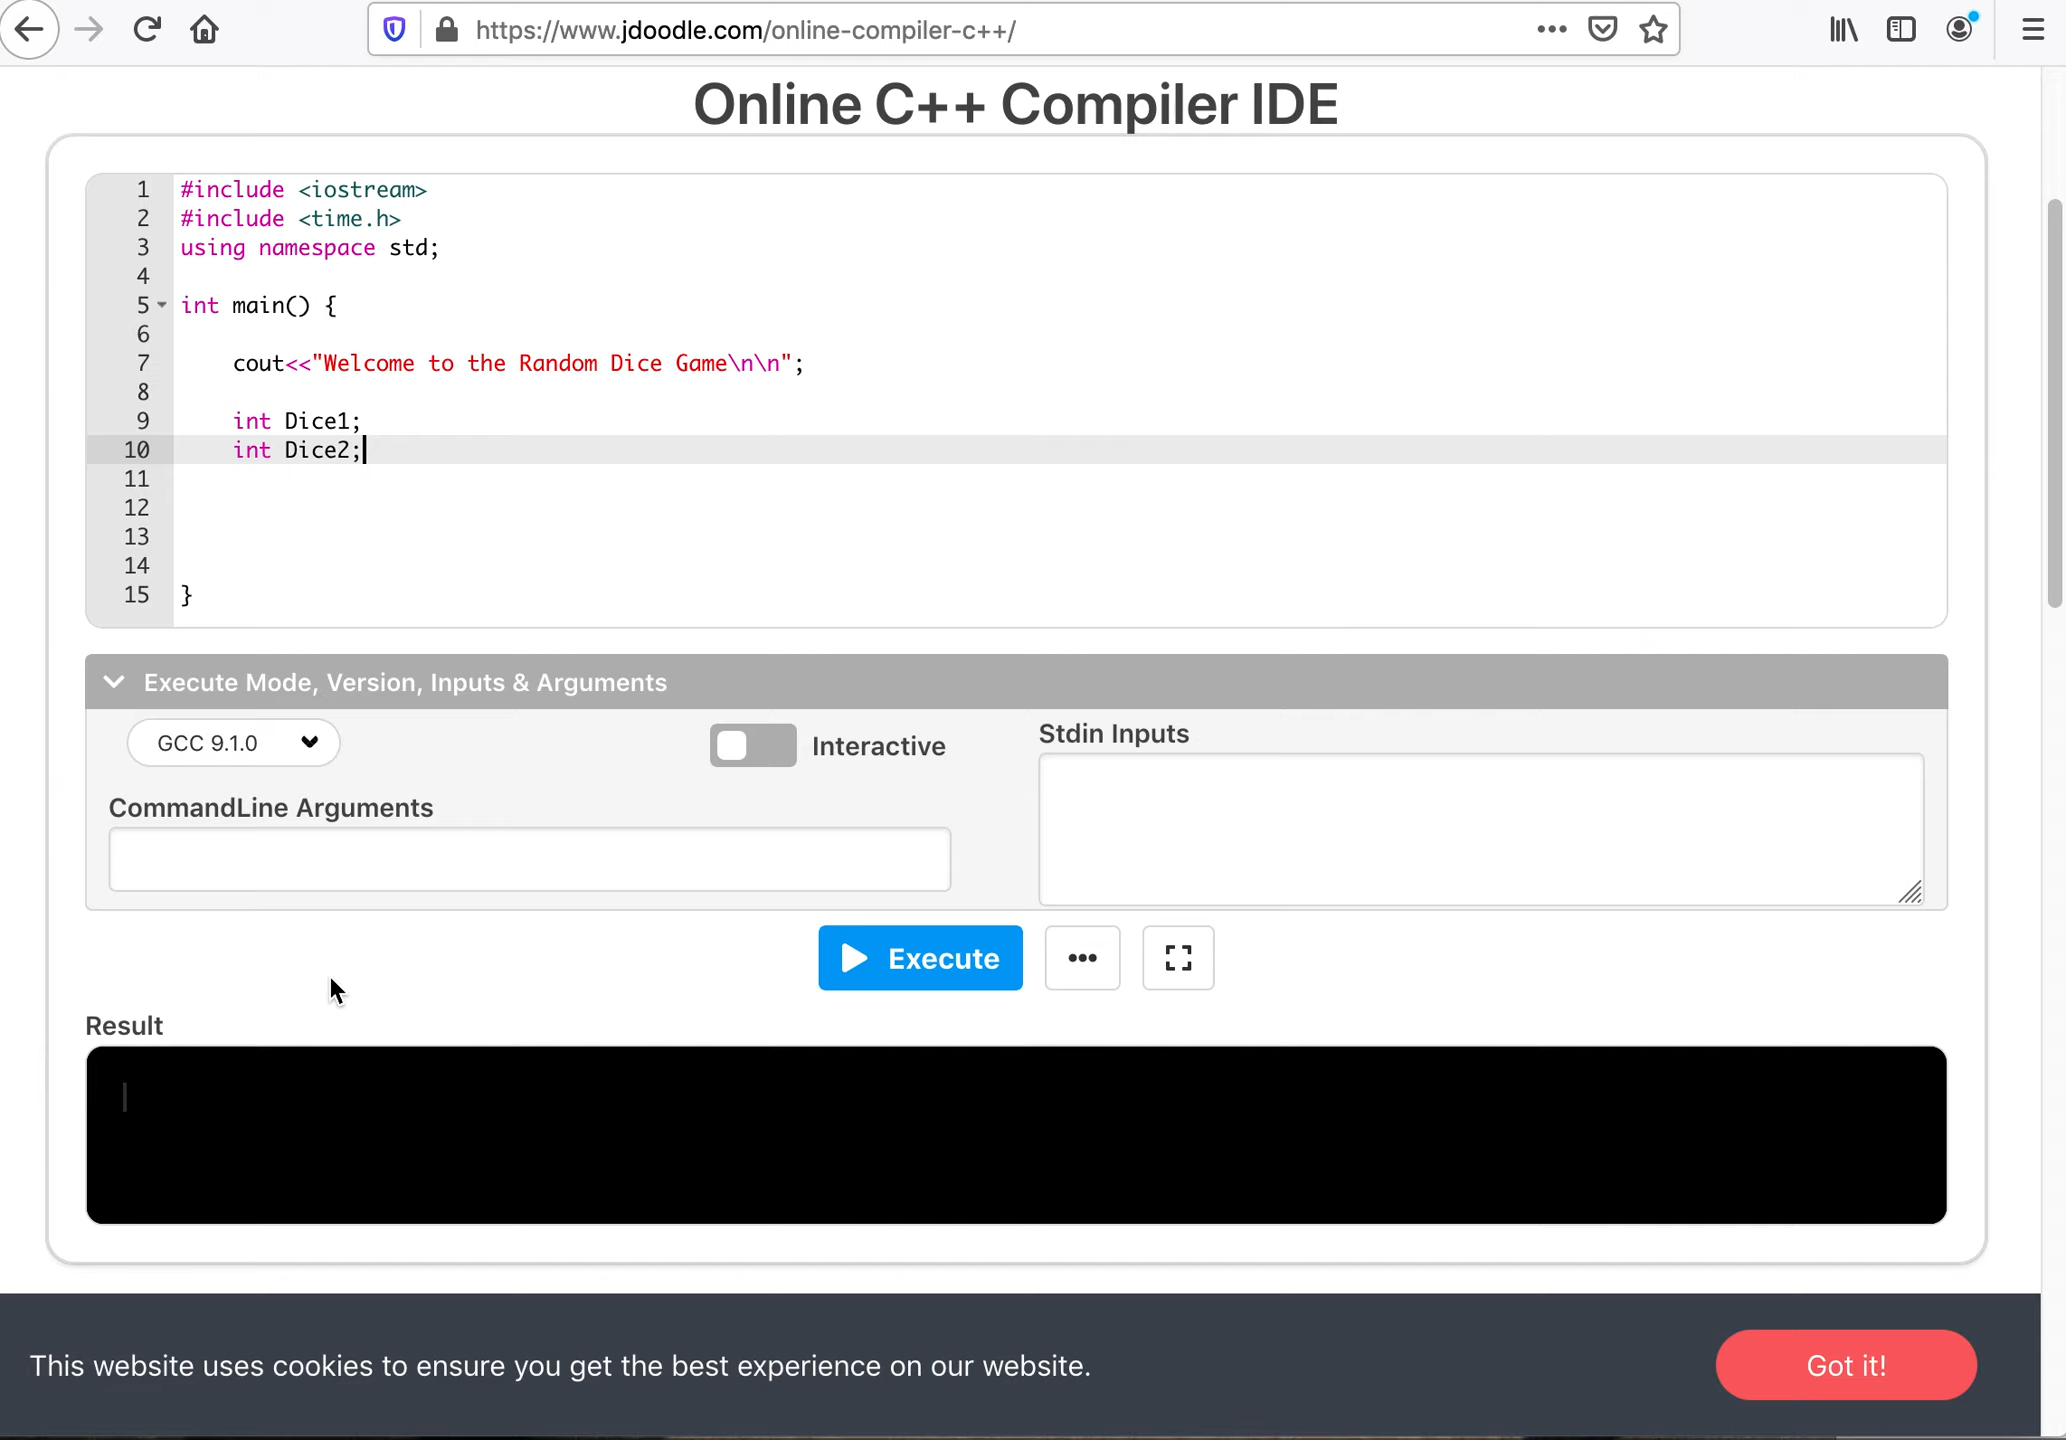 https://www.jdoodle.com/online-compiler-c++/
Online C++ Compiler IDE
1 #include <iostream>
2 #include <time.h>
3 using namespace std;
4
5 int main() {
6
7 cout<<"Welcome to the Random Dice Game\n\n";
8
9 int Dice1;
10 int Dice2;
11
12
13
14
15 }
Execute Mode, Version, Inputs & Arguments
GCC 9.1.0
Interactive
Stdin Inputs
CommandLine Arguments
Execute
Result
This website uses cookies to ensure you get the best experience on our website.
Got it!